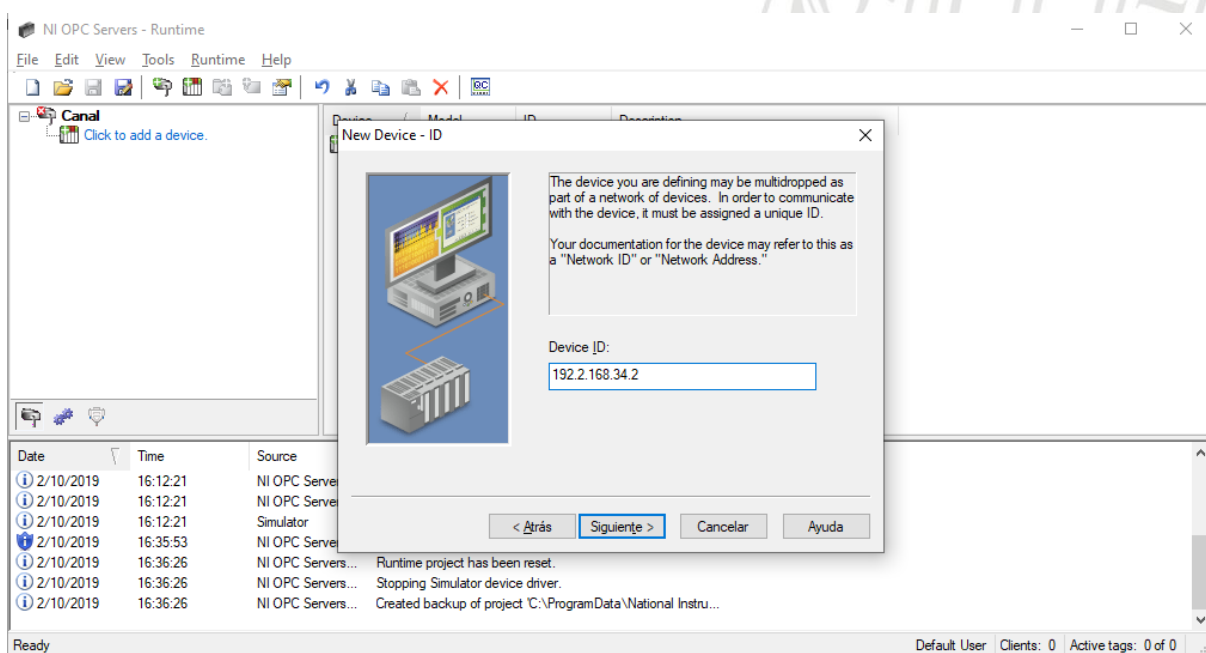 NI OPC Servers - Runtime
File Edit View Tools Runtime Help
Canal
Click to add a device.
Device Model ID Description
New Device - ID
The device you are defining may be multidropped as
part of a network of devices. In order to communicate
with the device, it must be assigned a unique ID.
Your documentation for the device may refer to this as
a "Network ID" or "Network Address."
Device ID:
192.2.168.34.2
< Atrás Siguiente > Cancelar Ayuda
Date Time Source
2/10/2019 16:12:21 NI OPC Serve
2/10/2019 16:12:21 NI OPC Serve
2/10/2019 16:12:21 Simulator
2/10/2019 16:35:53 NI OPC Serve
2/10/2019 16:36:26 NI OPC Servers... Runtime project has been reset.
2/10/2019 16:36:26 NI OPC Servers... Stopping Simulator device driver.
2/10/2019 16:36:26 NI OPC Servers... Created backup of project 'C:\ProgramData\National Instru...
Ready Default User Clients: 0 Active tags: 0 of 0